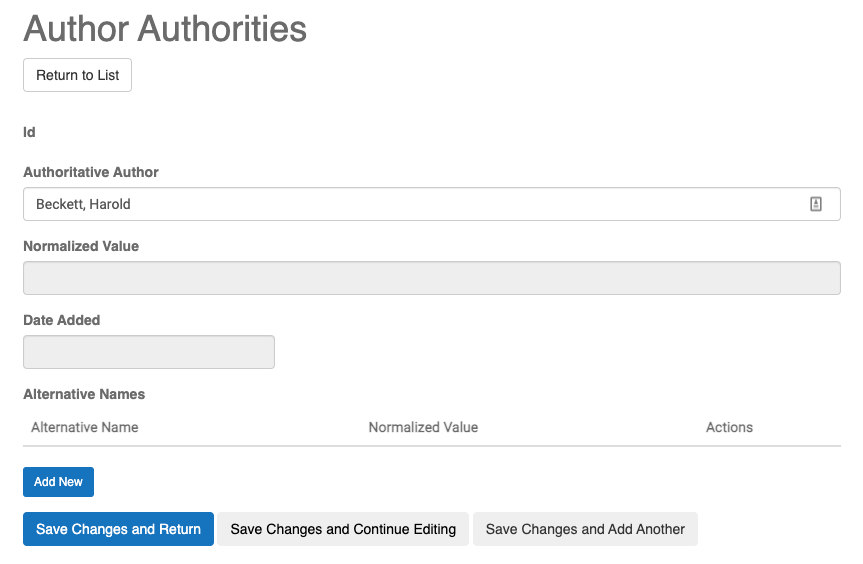 Author Authorities
Return to List
Id
Authoritative Author
Beckett, Harold
Normalized Value
Date Added
Alternative Names
Alternative Name Normalized Value Actions
Add New
Save Changes and Return Save Changes and Continue Editing Save Changes and Add Another